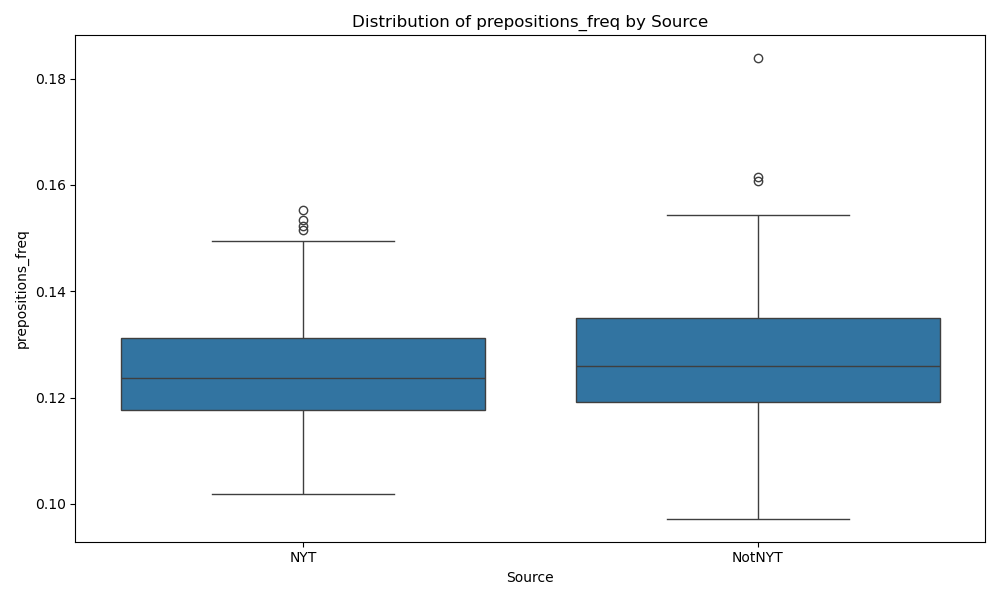 Distribution of prepositions_freq by Source
prepositions_freq
0.18
0.16
0.14
0.12
0.10
NYT
NotNYT
Source